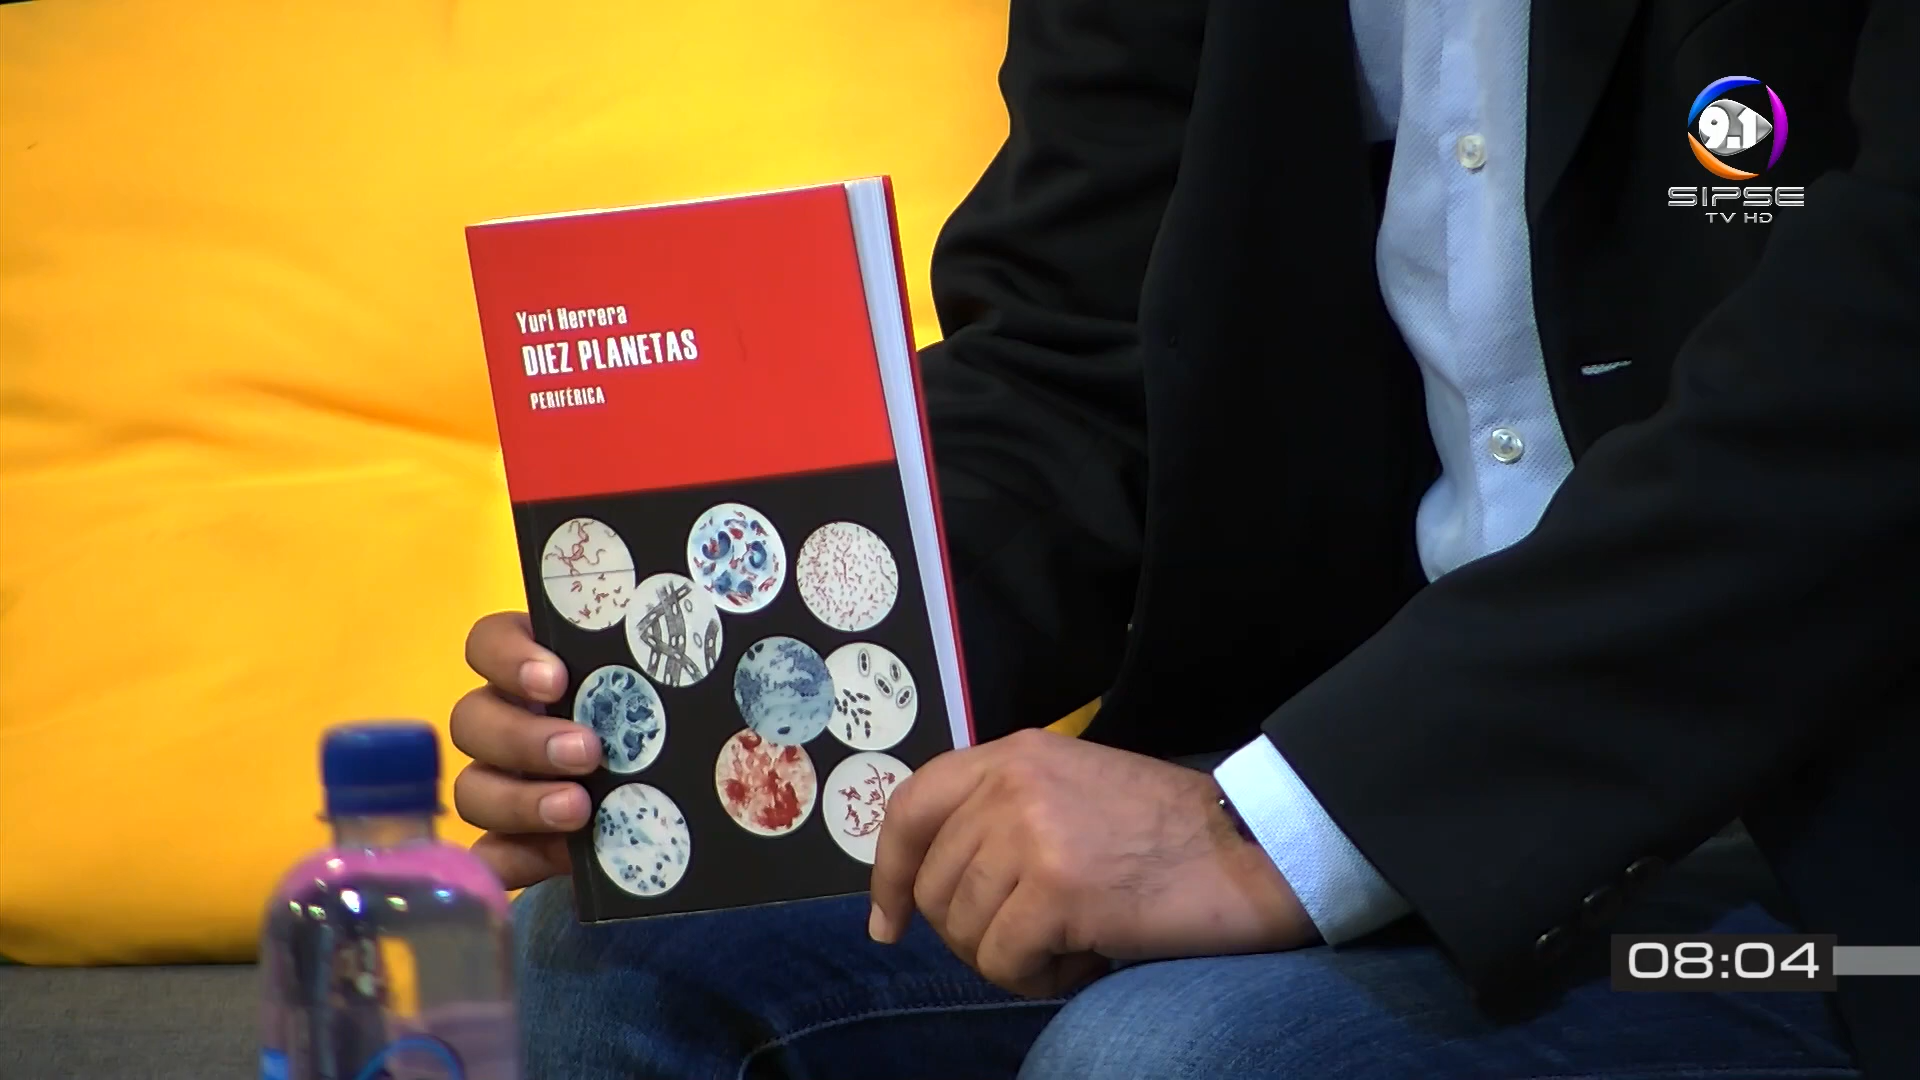 9.1
SIPSE
TV HD
Yuri Herrera
DIEZ PLANETAS
PERIFÉRICA
08:04